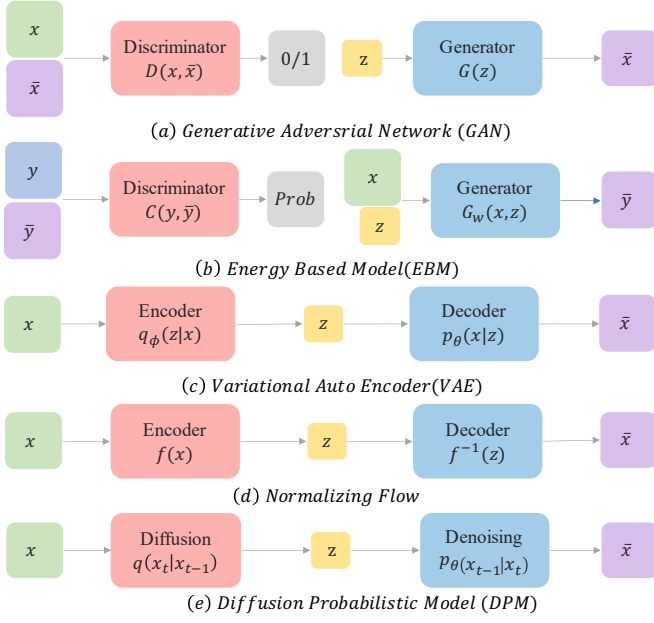 x
x̄
Discriminator
D(x, x̄)
0/1
z
Generator
G(z)
x̄
(a) Generative Adversrial Network (GAN)
y
ȳ
Discriminator
C(y, ȳ)
Prob
x
z
Generator
G_w(x, z)
ȳ
(b) Energy Based Model(EBM)
x
Encoder
q_ϕ(z|x)
z
Decoder
p_θ(x|z)
x̄
(c) Variational Auto Encoder(VAE)
x
Encoder
f(x)
z
Decoder
f⁻¹(z)
x̄
(d) Normalizing Flow
x
Diffusion
q(x_t|x_{t−1})
z
Denoising
p_θ(x_{t−1}|x_t)
x̄
(e) Diffusion Probabilistic Model (DPM)